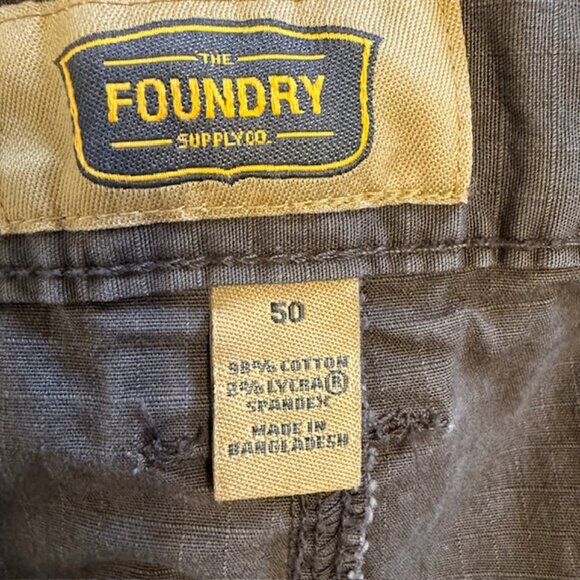 THE
FOUNDRY
SUPPLY CO.
50
98% COTTON
2% LYCRA®
SPANDEX
MADE IN
BANGLADESH